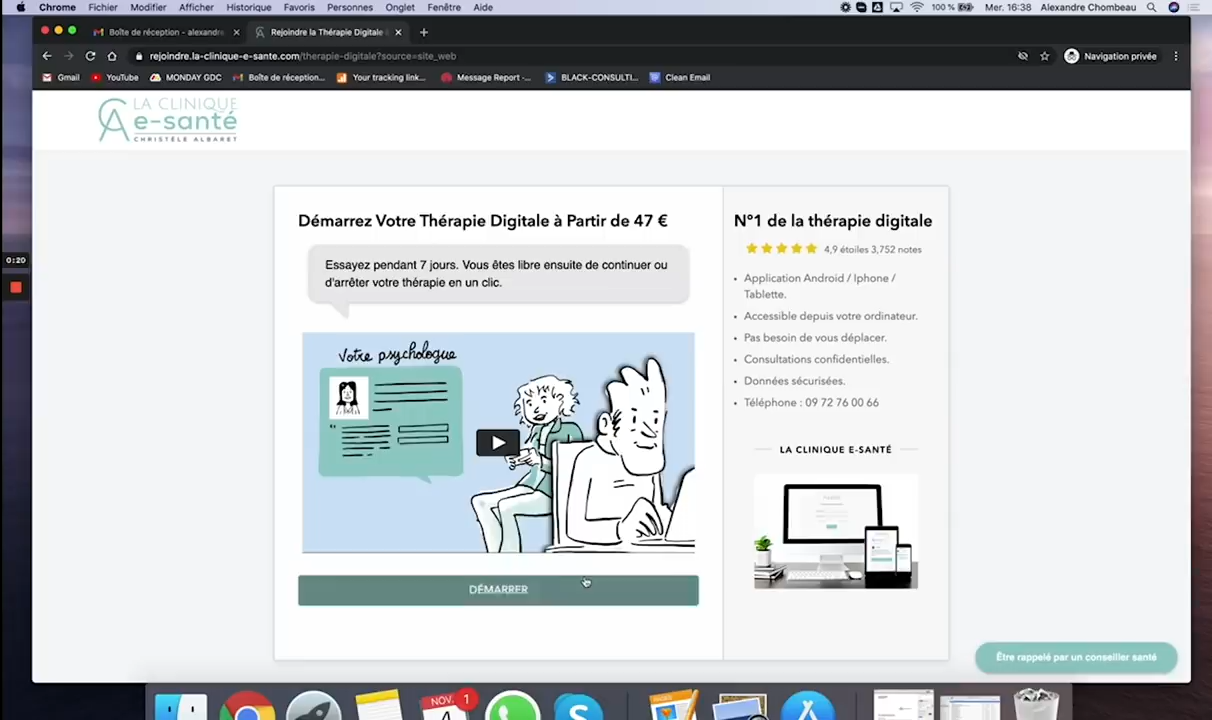 Chrome Fichier Modifier Afficher Historique Favoris Personnes Onglet Fenêtre Aide 100 % Mer. 16:38 Alexandre Chombeau
Boîte de réception - alexandre Rejoindre la Thérapie Digitale
rejoindre.la-clinique-e-sante.com/therapie-digitale?source=site_web Navigation privée
Gmail YouTube MONDAY GDC Boîte de réception... Your tracking link... Message Report -... BLACK-CONSULTI... Clean Email
LA CLINIQUE
e-santé
CHRISTÈLE ALBARET
Démarrez Votre Thérapie Digitale à Partir de 47 €
Essayez pendant 7 jours. Vous êtes libre ensuite de continuer ou
d'arrêter votre thérapie en un clic.
Votre psychologue
DÉMARRER
N°1 de la thérapie digitale
4,9 étoiles 3,752 notes
• Application Android / Iphone /
Tablette.
• Accessible depuis votre ordinateur.
• Pas besoin de vous déplacer.
• Consultations confidentielles.
• Données sécurisées.
• Téléphone : 09 72 76 00 66
LA CLINIQUE E-SANTÉ
0:20
Être rappelé par un conseiller santé
NOV. 1
4